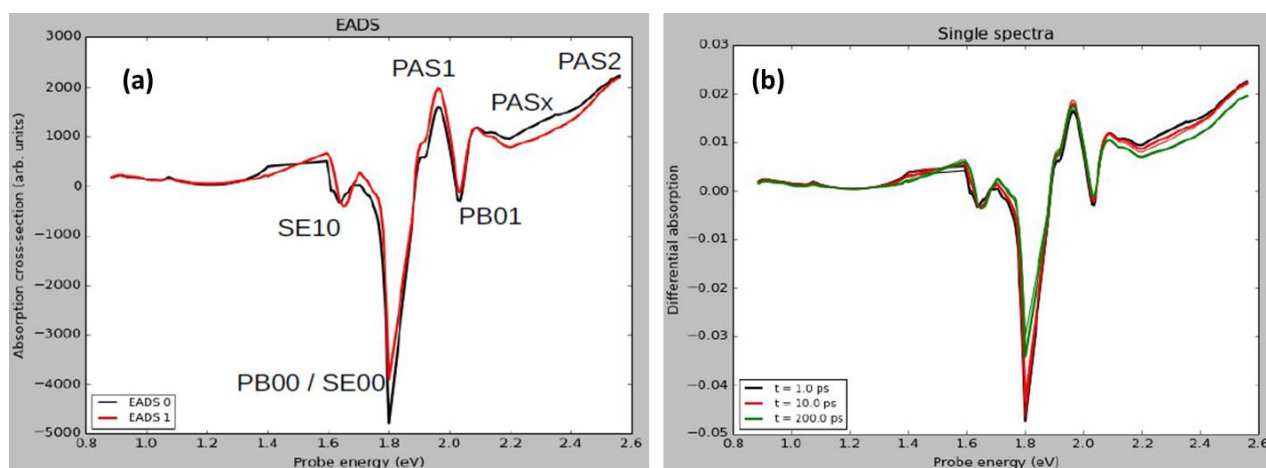 EADS
(a)
3000
2000
1000
0
−1000
−2000
−3000
−4000
−5000
0.8 1.0 1.2 1.4 1.6 1.8 2.0 2.2 2.4 2.6
Absorption cross-section [arb. units]
Probe energy (eV)
PAS1
PAS2
PASx
SE10
PB01
PB00 / SE00
EADS 0
EADS 1
Single spectra
(b)
0.03
0.02
0.01
0.00
−0.01
−0.02
−0.03
−0.04
−0.05
0.8 1.0 1.2 1.4 1.6 1.8 2.0 2.2 2.4 2.6
Differential absorption
Probe energy (eV)
t = 1.0 ps
t = 10.0 ps
t = 200.0 ps